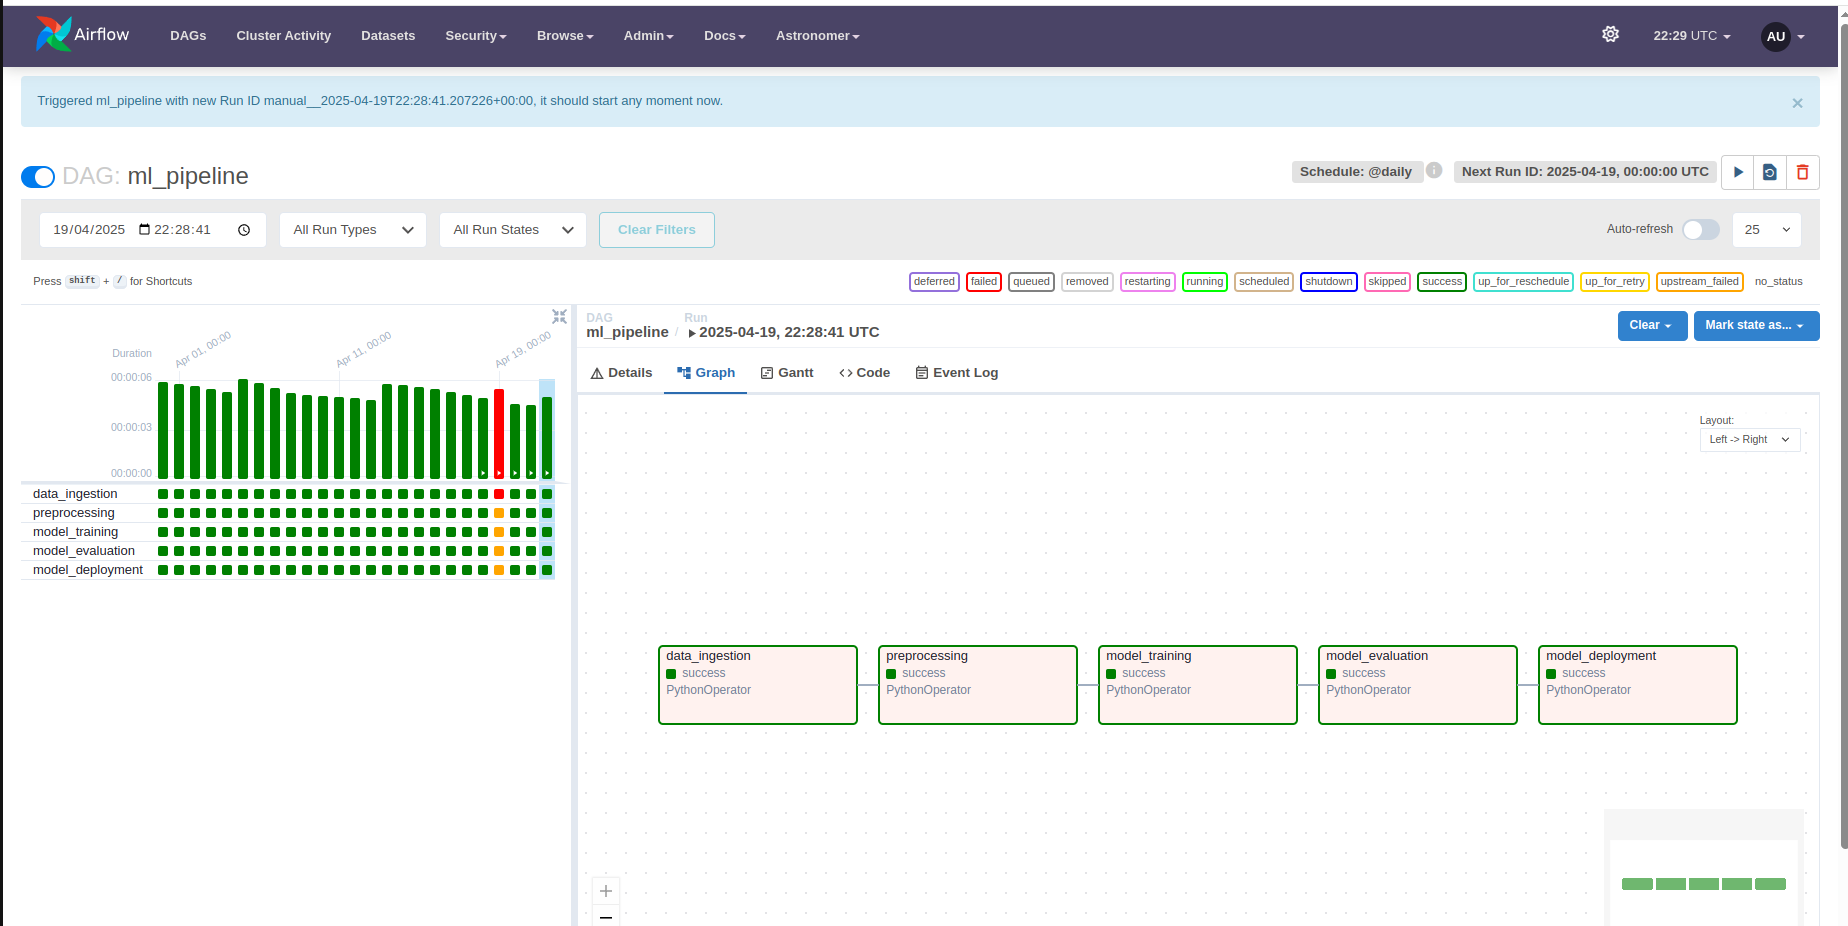 Airflow DAGs Cluster Activity Datasets Security Browse Admin Docs Astronomer 22:29 UTC AU
Triggered ml_pipeline with new Run ID manual__2025-04-19T22:28:41.207226+00:00, it should start any moment now. ×
DAG: ml_pipeline Schedule: @daily i Next Run ID: 2025-04-19, 00:00:00 UTC
19/04/2025 22:28:41 All Run Types All Run States Clear Filters Auto-refresh 25
Press shift + / for Shortcuts deferred failed queued removed restarting running scheduled shutdown skipped success up_for_reschedule up_for_retry upstream_failed no_status
Apr 01, 00:00 Apr 11, 00:00 Apr 19, 00:00
Duration
00:00:06
00:00:03
00:00:00
data_ingestion
preprocessing
model_training
model_evaluation
model_deployment
DAG Run
ml_pipeline / 2025-04-19, 22:28:41 UTC Clear Mark state as...
Details Graph Gantt Code Event Log
Layout:
Left -> Right
data_ingestion
success
PythonOperator
preprocessing
success
PythonOperator
model_training
success
PythonOperator
model_evaluation
success
PythonOperator
model_deployment
success
PythonOperator